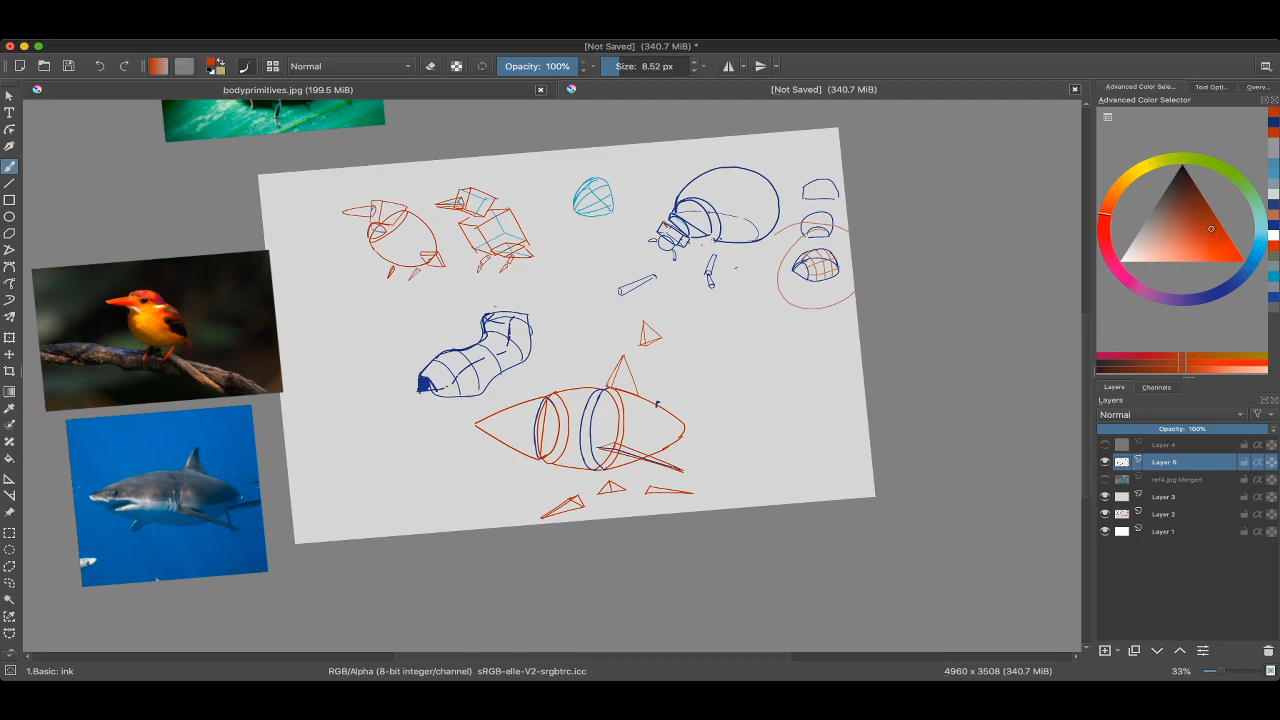 [Not Saved] (340.7 MiB) *
Normal
Opacity: 100%
Size: 8.52 px
bodyprimitives.jpg (199.5 MiB)
[Not Saved] (340.7 MiB)
Advanced Color Selec...
Tool Opti...
Overv...
Advanced Color Selector
Layers
Channels
Layers
Normal
Opacity: 100%
Layer 4
Layer 5
ref4.jpg Merged
Layer 3
Layer 2
Layer 1
1.Basic: ink
RGB/Alpha (8-bit integer/channel) sRGB-elle-V2-srgbtrc.icc
4960 x 3508 (340.7 MiB)
33%